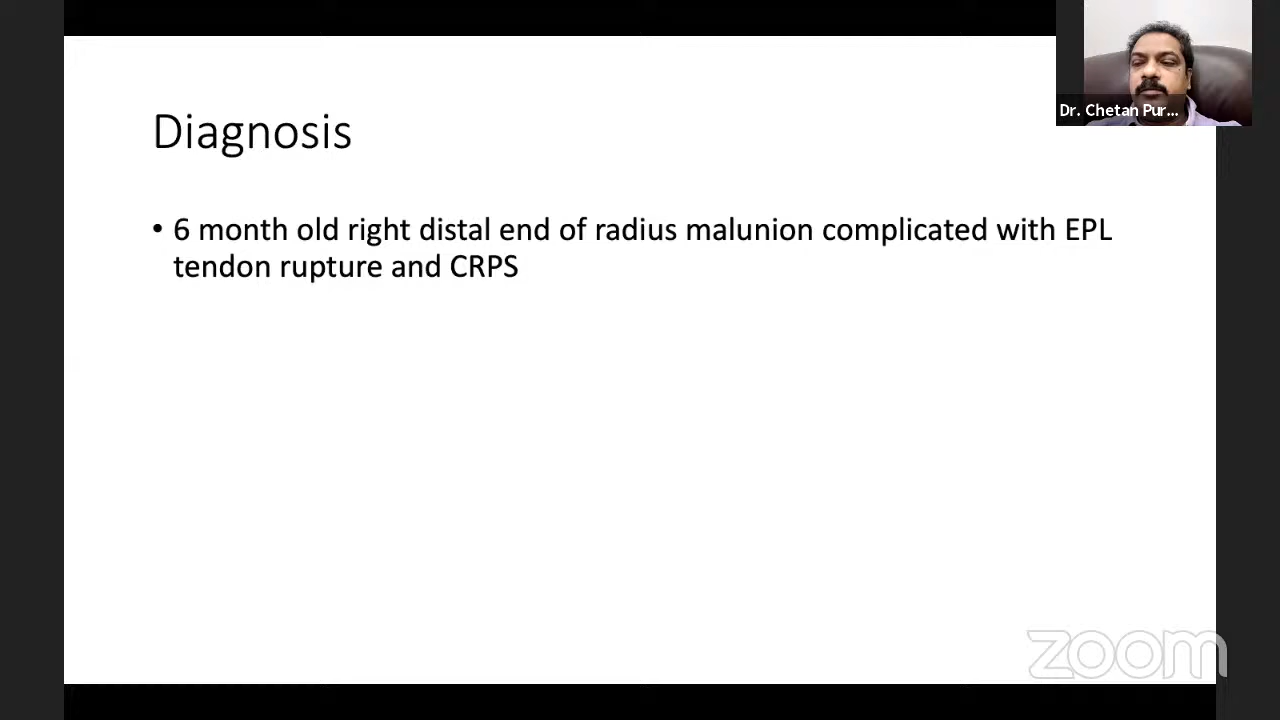 Dr. Chetan Pur...
Diagnosis
• 6 month old right distal end of radius malunion complicated with EPL
tendon rupture and CRPS
zoom